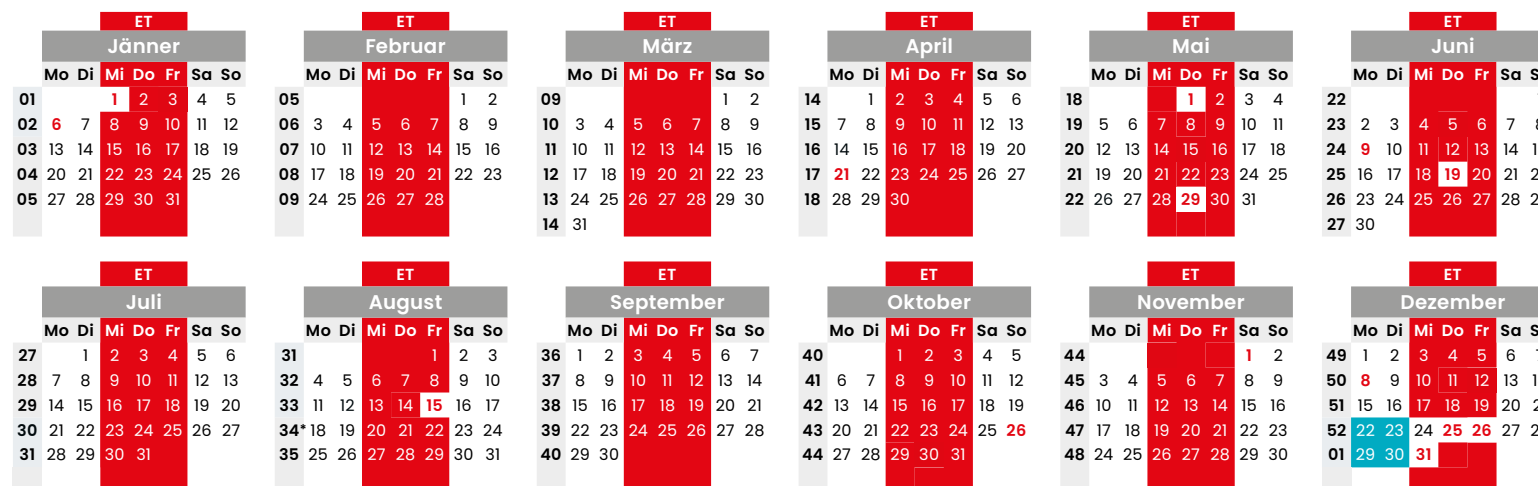 ET
Jänner
Mo Di Mi Do Fr Sa So
01 1 2 3 4 5
02 6 7 8 9 10 11 12
03 13 14 15 16 17 18 19
04 20 21 22 23 24 25 26
05 27 28 29 30 31
ET
Februar
Mo Di Mi Do Fr Sa So
05 1 2
06 3 4 5 6 7 8 9
07 10 11 12 13 14 15 16
08 17 18 19 20 21 22 23
09 24 25 26 27 28
ET
März
Mo Di Mi Do Fr Sa So
09 1 2
10 3 4 5 6 7 8 9
11 10 11 12 13 14 15 16
12 17 18 19 20 21 22 23
13 24 25 26 27 28 29 30
14 31
ET
April
Mo Di Mi Do Fr Sa So
14 1 2 3 4 5 6
15 7 8 9 10 11 12 13
16 14 15 16 17 18 19 20
17 21 22 23 24 25 26 27
18 28 29 30
ET
Mai
Mo Di Mi Do Fr Sa So
18 1 2 3 4
19 5 6 7 8 9 10 11
20 12 13 14 15 16 17 18
21 19 20 21 22 23 24 25
22 26 27 28 29 30 31
ET
Juni
Mo Di Mi Do Fr Sa S
22
23 2 3 4 5 6 7 8
24 9 10 11 12 13 14 1
25 16 17 18 19 20 21 2
26 23 24 25 26 27 28 2
27 30
ET
Juli
Mo Di Mi Do Fr Sa So
27 1 2 3 4 5 6
28 7 8 9 10 11 12 13
29 14 15 16 17 18 19 20
30 21 22 23 24 25 26 27
31 28 29 30 31
ET
August
Mo Di Mi Do Fr Sa So
31 1 2 3
32 4 5 6 7 8 9 10
33 11 12 13 14 15 16 17
34* 18 19 20 21 22 23 24
35 25 26 27 28 29 30 31
ET
September
Mo Di Mi Do Fr Sa So
36 1 2 3 4 5 6 7
37 8 9 10 11 12 13 14
38 15 16 17 18 19 20 21
39 22 23 24 25 26 27 28
40 29 30
ET
Oktober
Mo Di Mi Do Fr Sa So
40 1 2 3 4 5
41 6 7 8 9 10 11 12
42 13 14 15 16 17 18 19
43 20 21 22 23 24 25 26
44 27 28 29 30 31
ET
November
Mo Di Mi Do Fr Sa So
44 1 2
45 3 4 5 6 7 8 9
46 10 11 12 13 14 15 16
47 17 18 19 20 21 22 23
48 24 25 26 27 28 29 30
ET
Dezember
Mo Di Mi Do Fr Sa S
49 1 2 3 4 5 6
50 8 9 10 11 12 13 1
51 15 16 17 18 19 20 2
52 22 23 24 25 26 27 2
01 29 30 31